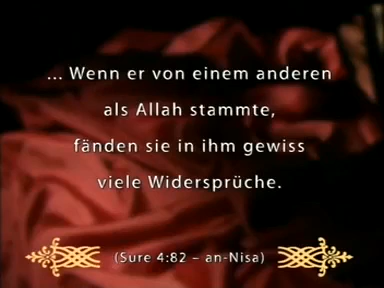 ... Wenn er von einem anderen
als Allah stammte,
fänden sie in ihm gewiss
viele Widersprüche.
(Sure 4:82 – an-Nisa)